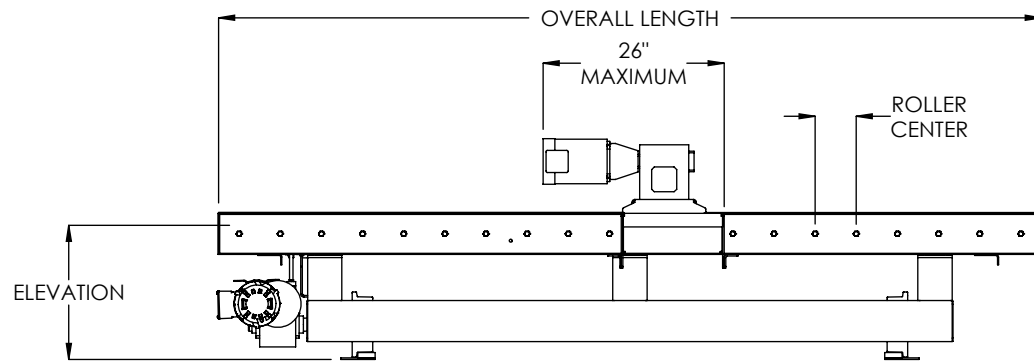 OVERALL LENGTH
26"
MAXIMUM
ROLLER
CENTER
ELEVATION